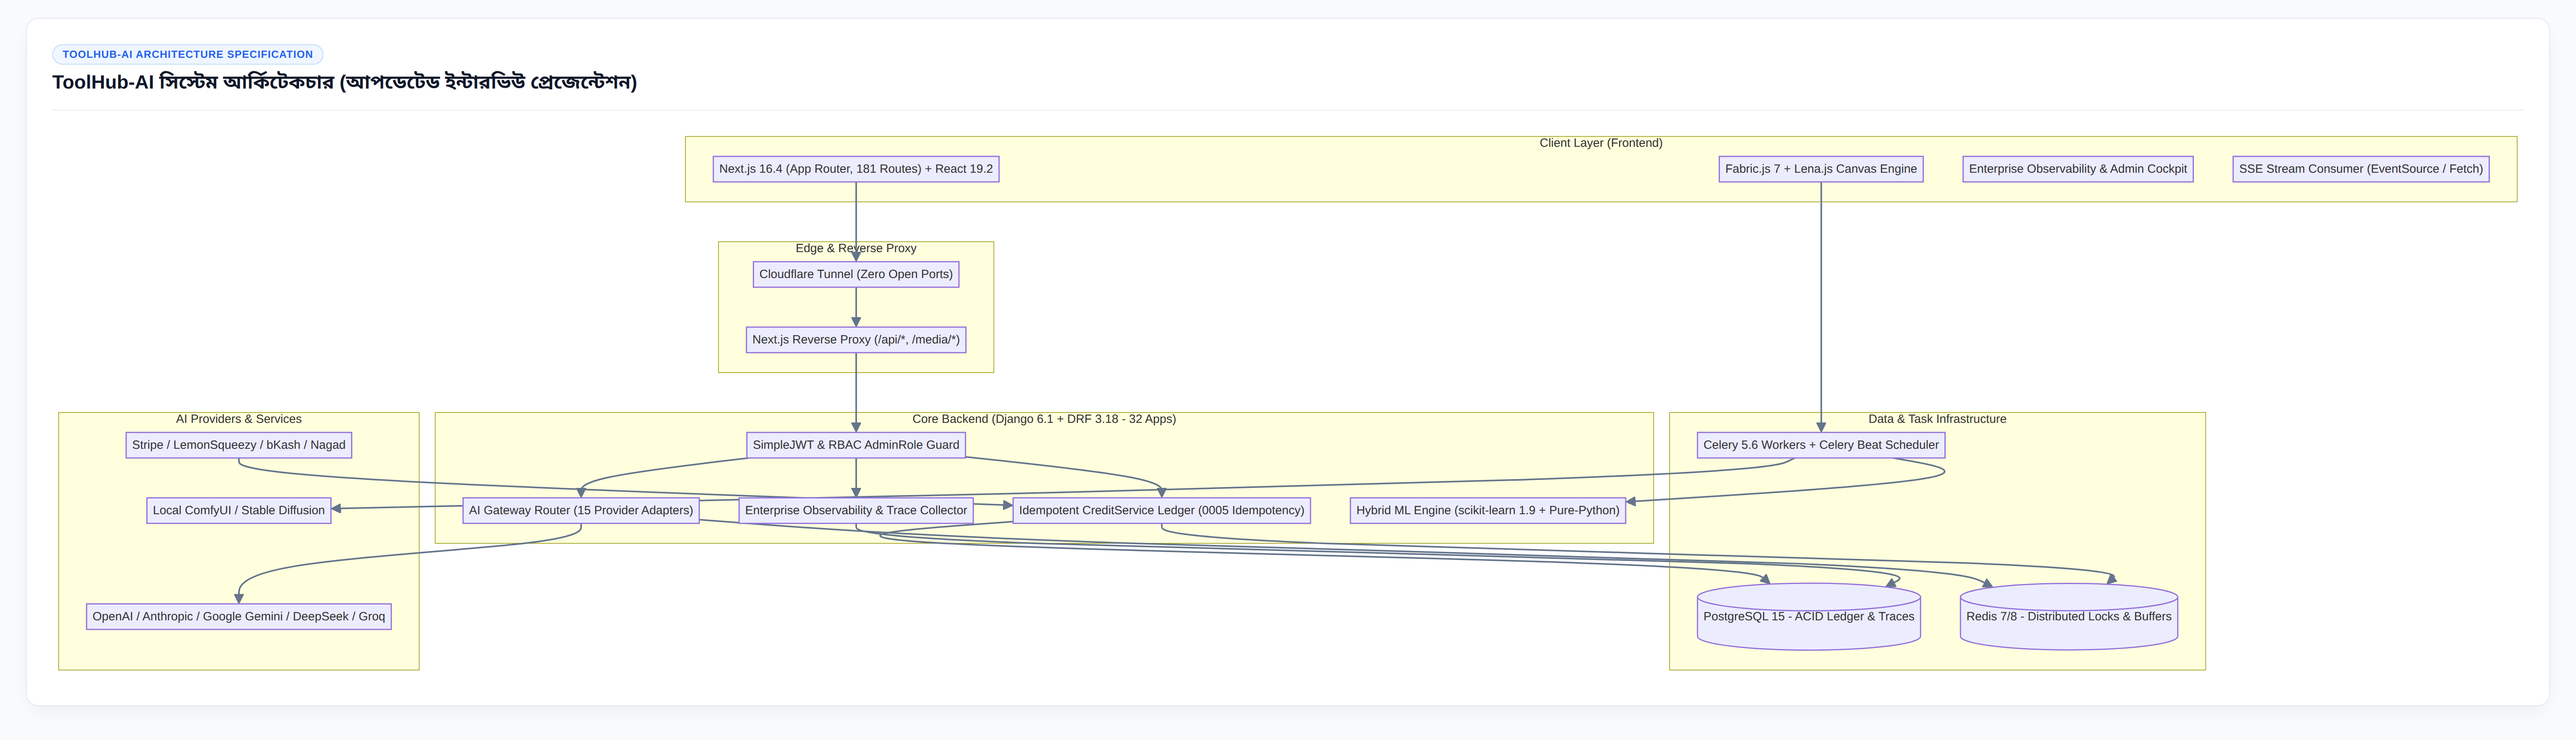 TOOLHUB-AI ARCHITECTURE SPECIFICATION
ToolHub-AI সিস্টেম আর্কিটেকচার (আপডেটেড ইন্টারভিউ প্রেজেন্টেশন)
Client Layer (Frontend)
Next.js 16.4 (App Router, 181 Routes) + React 19.2
Fabric.js 7 + Lena.js Canvas Engine
Enterprise Observability & Admin Cockpit
SSE Stream Consumer (EventSource / Fetch)
Edge & Reverse Proxy
Cloudflare Tunnel (Zero Open Ports)
Next.js Reverse Proxy (/api/*, /media/*)
AI Providers & Services
Stripe / LemonSqueezy / bKash / Nagad
Local ComfyUI / Stable Diffusion
OpenAI / Anthropic / Google Gemini / DeepSeek / Groq
Core Backend (Django 6.1 + DRF 3.18 - 32 Apps)
SimpleJWT & RBAC AdminRole Guard
AI Gateway Router (15 Provider Adapters)
Enterprise Observability & Trace Collector
Idempotent CreditService Ledger (0005 Idempotency)
Hybrid ML Engine (scikit-learn 1.9 + Pure-Python)
Data & Task Infrastructure
Celery 5.6 Workers + Celery Beat Scheduler
PostgreSQL 15 - ACID Ledger & Traces
Redis 7/8 - Distributed Locks & Buffers